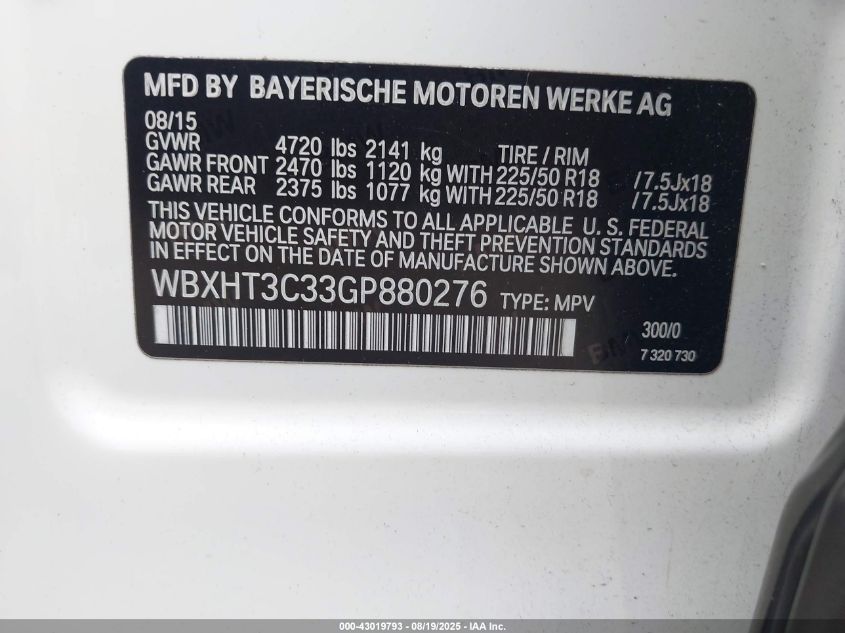 MFD BY BAYERISCHE MOTOREN WERKE AG
08/15
GVWR 4720 lbs 2141 kg TIRE / RIM
GAWR FRONT 2470 lbs 1120 kg WITH 225/50 R18 /7.5Jx18
GAWR REAR 2375 lbs 1077 kg WITH 225/50 R18 /7.5Jx18
THIS VEHICLE CONFORMS TO ALL APPLICABLE U. S. FEDERAL
MOTOR VEHICLE SAFETY AND THEFT PREVENTION STANDARDS
IN EFFECT ON THE DATE OF MANUFACTURE SHOWN ABOVE.
WBXHT3C33GP880276 TYPE: MPV
300/0
7 320 730
000-43019793 - 08/19/2025 - IAA Inc.